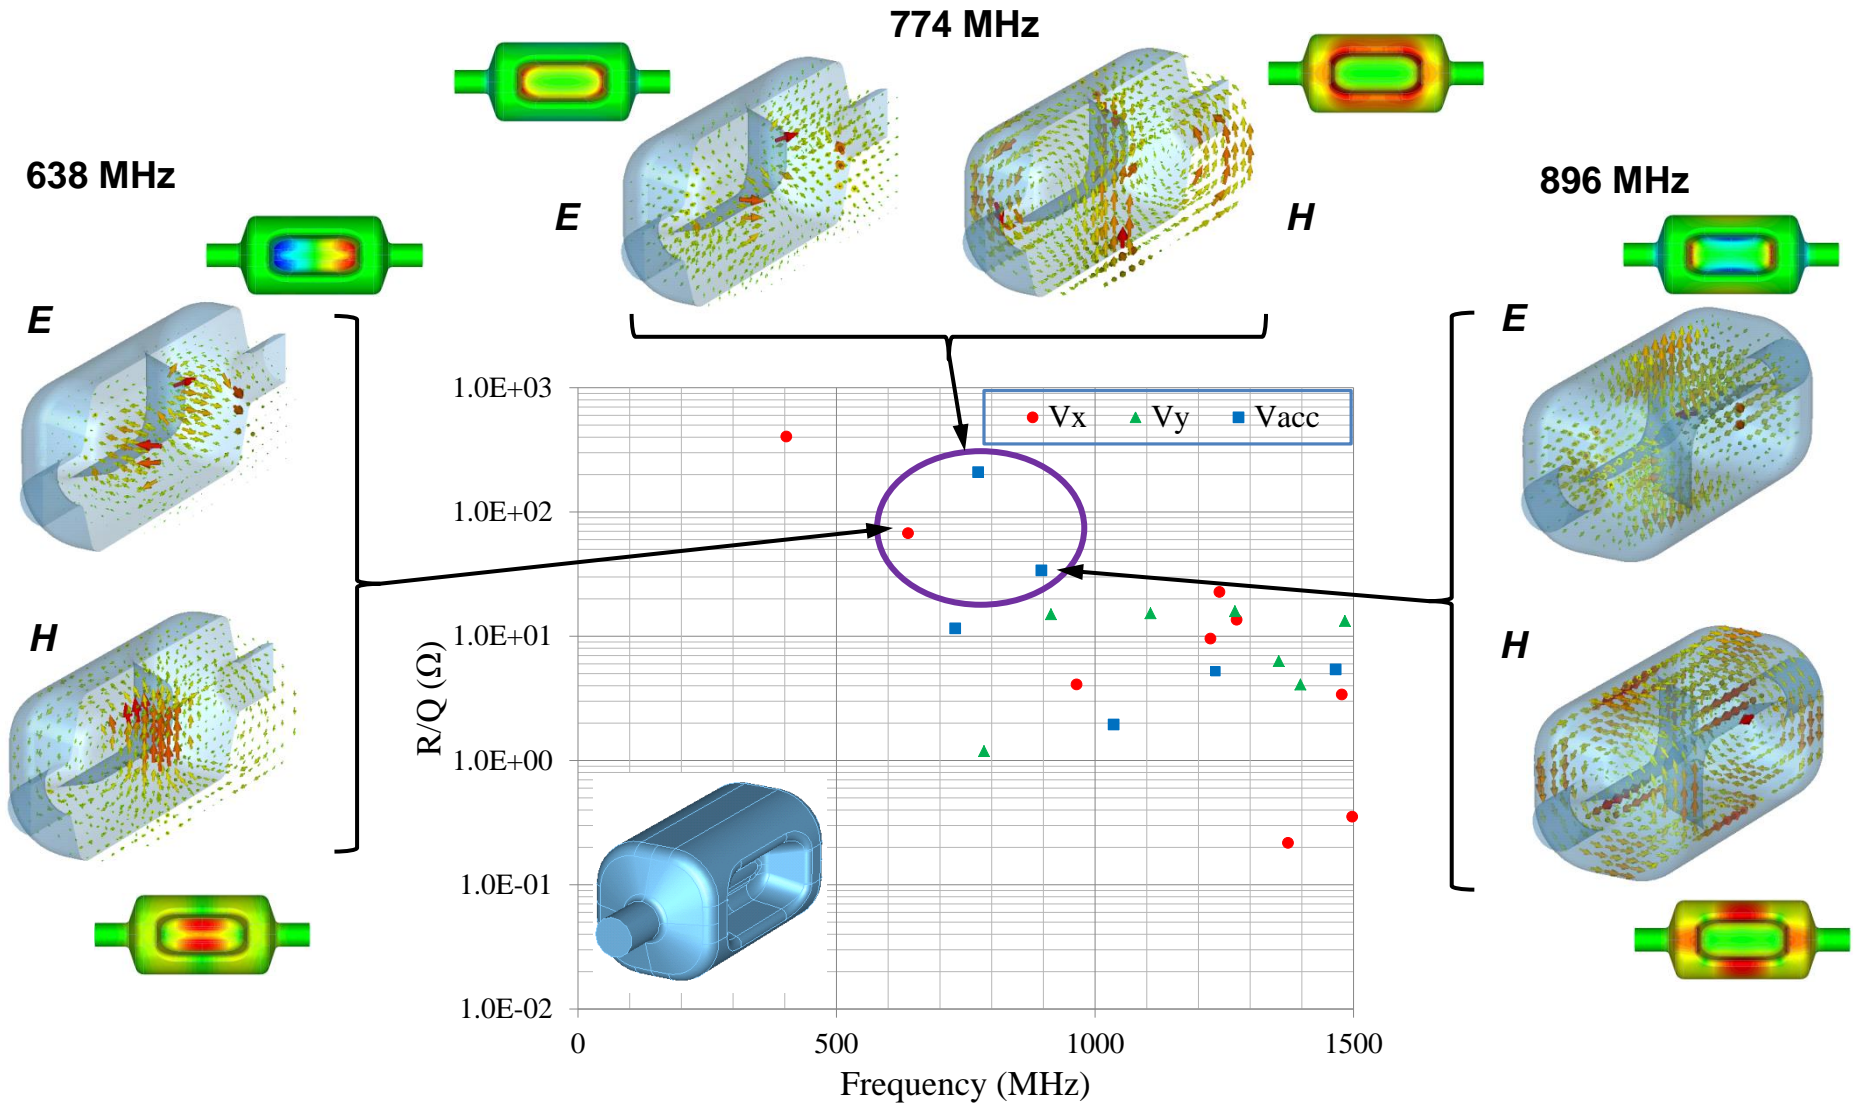 774 MHz
638 MHz
896 MHz
E
H
E
E
H
H
1.0E+03
1.0E+02
1.0E+01
1.0E+00
1.0E-01
1.0E-02
Vx Vy Vacc
R/Q (Ω)
0 500 1000 1500
Frequency (MHz)